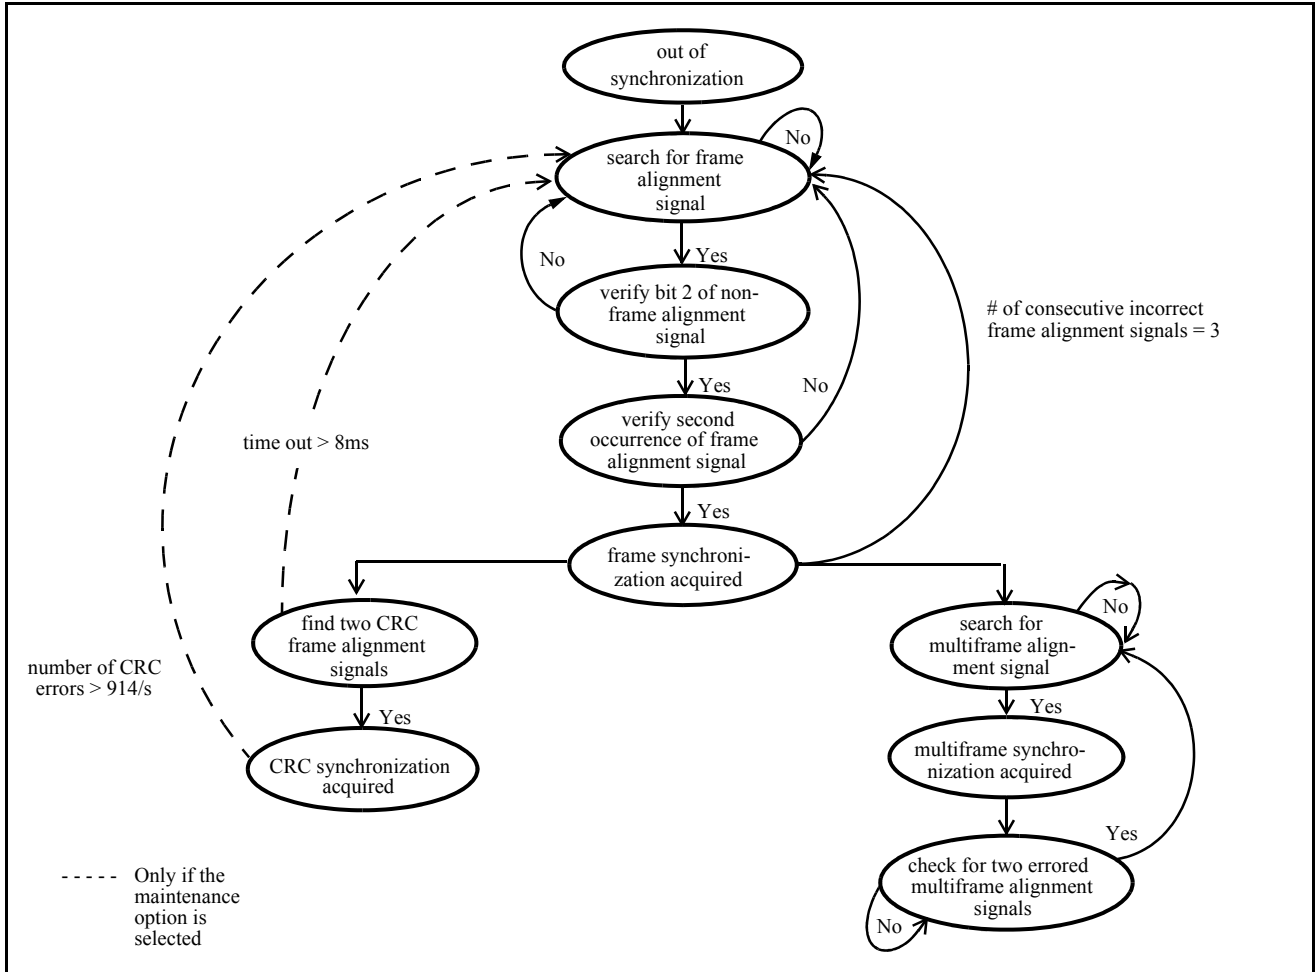 out of
synchronization
No
search for frame
alignment
signal
Yes
No
verify bit 2 of non-
frame alignment
signal
# of consecutive incorrect
frame alignment signals = 3
Yes
No
verify second
occurrence of frame
alignment signal
time out > 8ms
Yes
frame synchroni-
zation acquired
find two CRC
frame alignment
signals
No
search for
multiframe align-
ment signal
number of CRC
errors > 914/s
Yes
Yes
CRC synchronization
acquired
multiframe synchro-
nization acquired
Yes
check for two errored
multiframe alignment
signals
No
- - - - - Only if the
maintenance
option is
selected